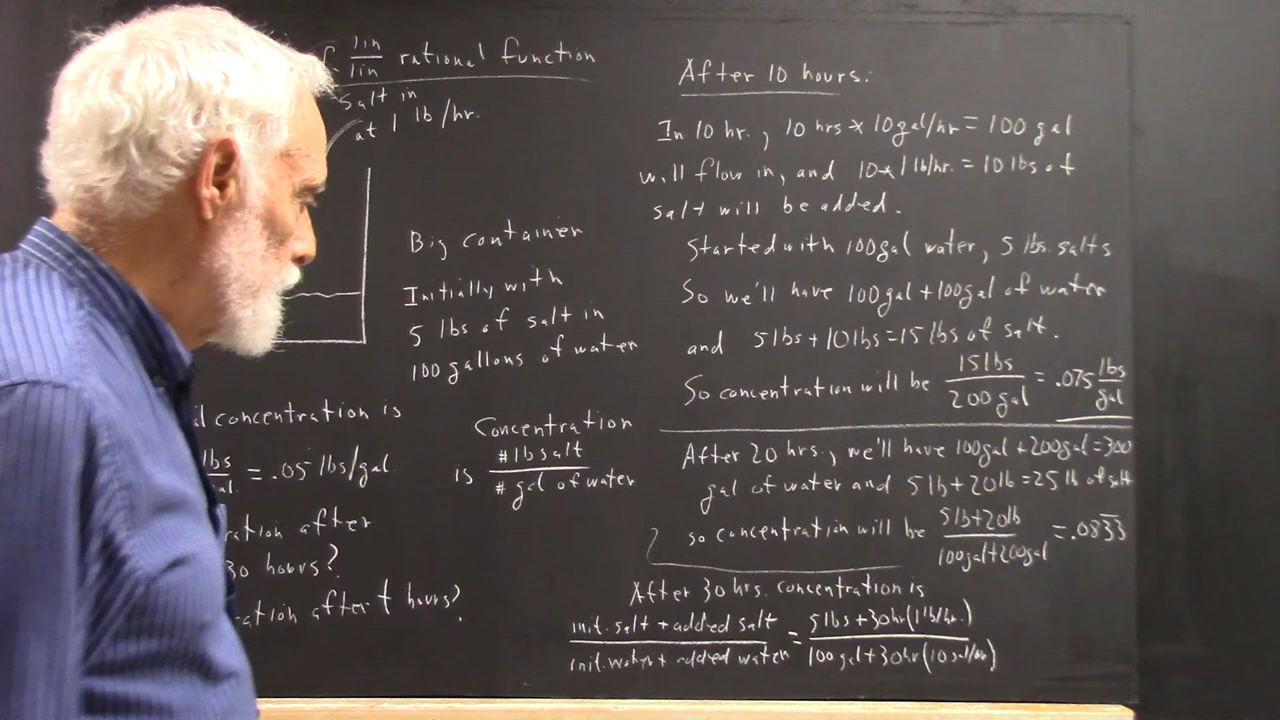 lin/lin rational function
salt in
at 1 lb/hr.
Big container
Initially with
5 lbs of salt in
100 gallons of water
concentration is
lbs/gal. = .05 lbs/gal.
Concentration
is # lb salt / # gal of water
after
30 hours?
after t hours?
After 10 hours:
In 10 hr., 10 hrs * 10 gal/hr = 100 gal
will flow in, and 10 * 1 lb/hr. = 10 lbs of
salt will be added.
Started with 100 gal water, 5 lbs. salts
So we'll have 100 gal + 100 gal of water
and 5 lbs + 10 lbs = 15 lbs of salt.
So concentration will be 15 lbs / 200 gal = .075 lbs/gal
After 20 hrs., we'll have 100 gal + 200 gal = 300
gal of water and 5 lb + 20 lb = 25 lb of salt
so concentration will be 5 lb + 20 lb / 100 gal + 200 gal = .0833
After 30 hrs. concentration is
init. salt + added salt / init. water + added water = 5 lbs + 30 hr (1 lb/hr.) / 100 gal + 30 hr (10 gal/hr)